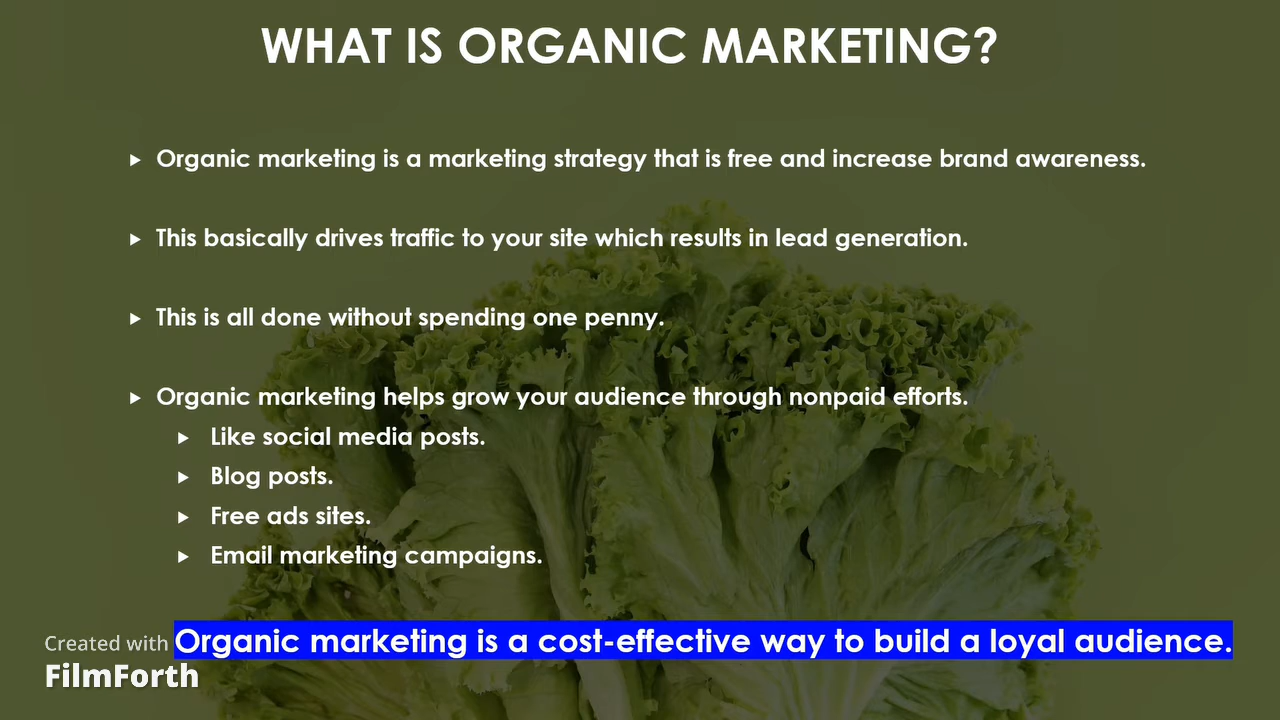 WHAT IS ORGANIC MARKETING?
Organic marketing is a marketing strategy that is free and increase brand awareness.
This basically drives traffic to your site which results in lead generation.
This is all done without spending one penny.
Organic marketing helps grow your audience through nonpaid efforts.
Like social media posts.
Blog posts.
Free ads sites.
Email marketing campaigns.
Organic marketing is a cost-effective way to build a loyal audience.
Created with
FilmForth